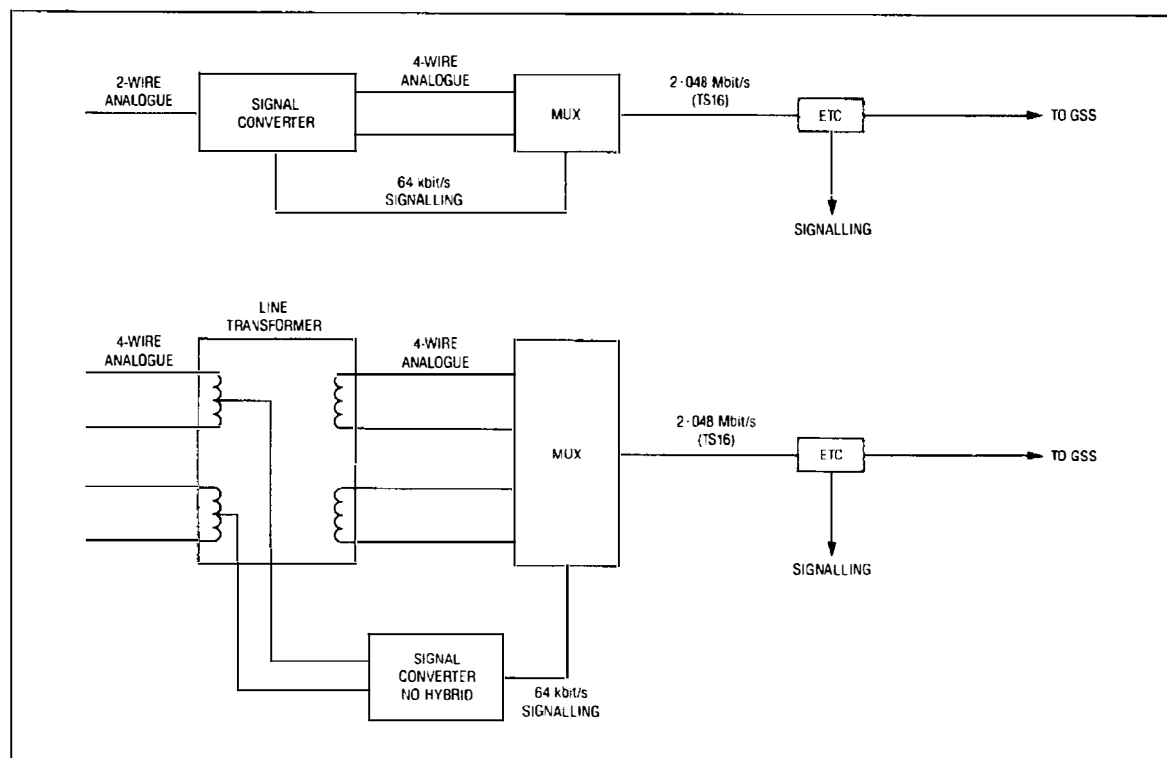 2-WIRE
ANALOGUE
SIGNAL
CONVERTER
4-WIRE
ANALOGUE
MUX
2·048 Mbit/s
(TS16)
ETC
TO GSS
64 kbit/s
SIGNALLING
SIGNALLING
LINE
TRANSFORMER
4-WIRE
ANALOGUE
4-WIRE
ANALOGUE
MUX
2·048 Mbit/s
(TS16)
ETC
TO GSS
SIGNALLING
SIGNAL
CONVERTER
NO HYBRID
64 kbit/s
SIGNALLING